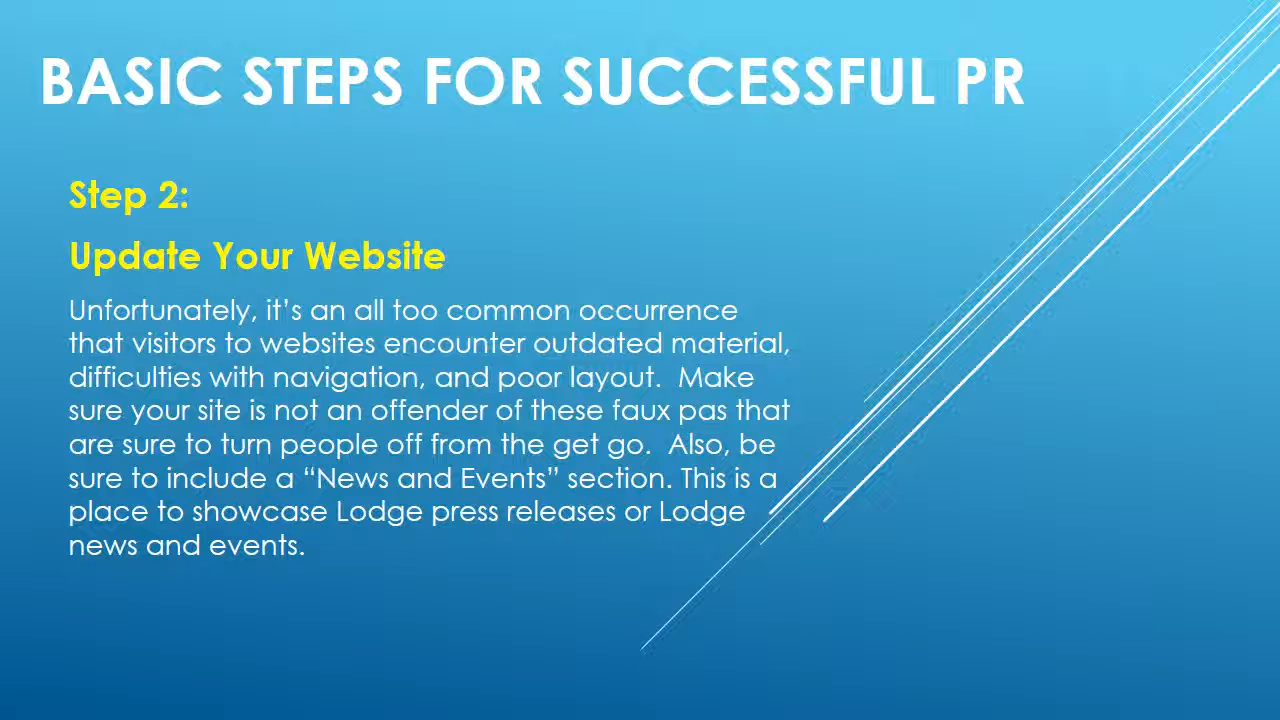 BASIC STEPS FOR SUCCESSFUL PR
Step 2:
Update Your Website
Unfortunately, it’s an all too common occurrence
that visitors to websites encounter outdated material,
difficulties with navigation, and poor layout.  Make
sure your site is not an offender of these faux pas that
are sure to turn people off from the get go.  Also, be
sure to include a “News and Events” section. This is a
place to showcase Lodge press releases or Lodge
news and events.